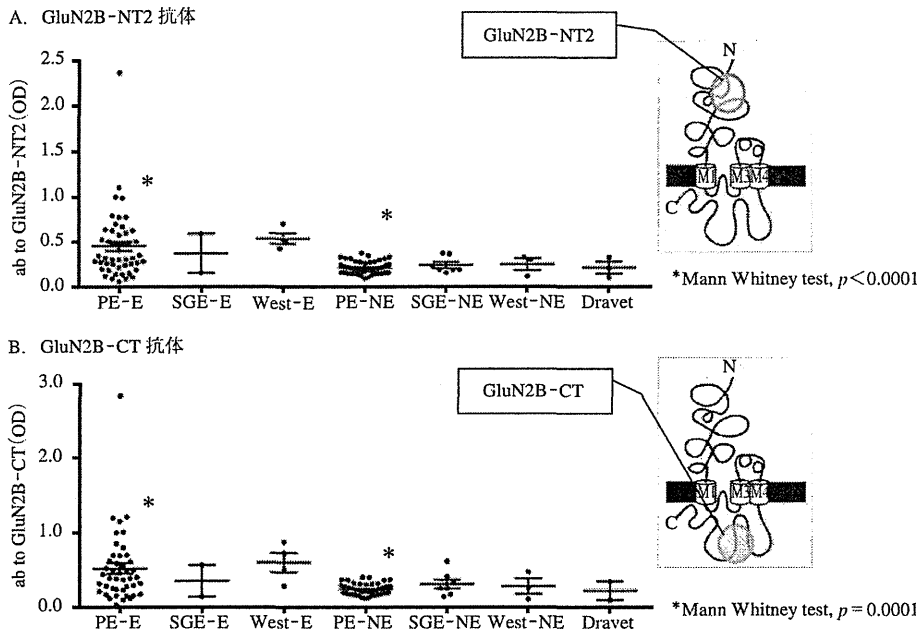 A. GluN2B-NT2 抗体
GluN2B-NT2
ab to GluN2B-NT2(OD)
2.5
2.0
1.5
1.0
0.5
0.0
*
*
PE-E SGE-E West-E PE-NE SGE-NE West-NE Dravet
N
M1 M3 M4
C
*Mann Whitney test, p<0.0001
B. GluN2B-CT 抗体
GluN2B-CT
ab to GluN2B-CT(OD)
3.0
2.0
1.0
0.0
*
*
PE-E SGE-E West-E PE-NE SGE-NE West-NE Dravet
N
M1 M3 M4
C
*Mann Whitney test, p=0.0001